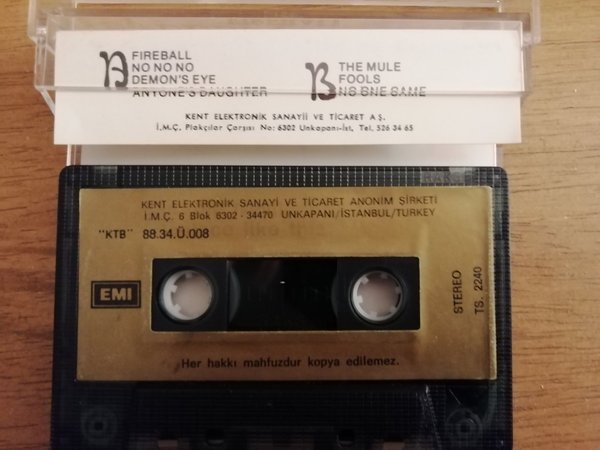 A FIREBALL
NO NO NO
DEMON'S EYE
ANYONE'S DAUGHTER
B THE MULE
FOOLS
NO ONE CAME
KENT ELEKTRONİK SANAYİİ VE TİCARET A.Ş.
İ.M.Ç. Plakçılar Çarşısı No: 6302 Unkapanı-İst, Tel. 526 34 65
KENT ELEKTRONİK SANAYİ VE TİCARET ANONİM ŞİRKETİ
İ.M.Ç. 6 Blok 6302 - 34470 UNKAPANI/İSTANBUL/TURKEY
"KTB" 88.34.Ü.008
EMI
STEREO
TS. 2240
Her hakkı mahfuzdur kopya edilemez.